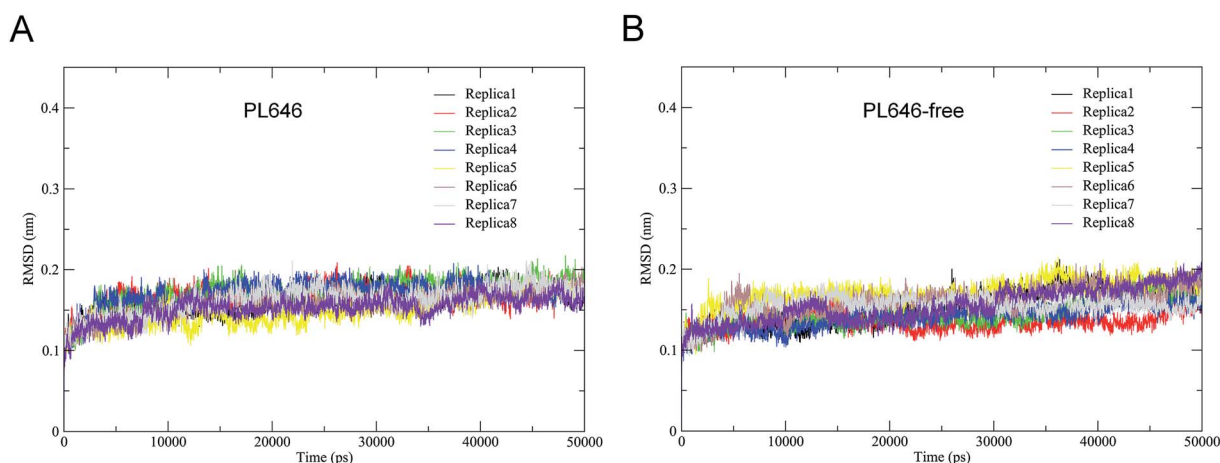 A
0.4
0.3
0.2
0.1
0
RMSD (nm)
PL646
Replica1
Replica2
Replica3
Replica4
Replica5
Replica6
Replica7
Replica8
0 10000 20000 30000 40000 50000
Time (ps)
B
0.4
0.3
0.2
0.1
0
RMSD (nm)
PL646-free
Replica1
Replica2
Replica3
Replica4
Replica5
Replica6
Replica7
Replica8
0 10000 20000 30000 40000 50000
Time (ps)